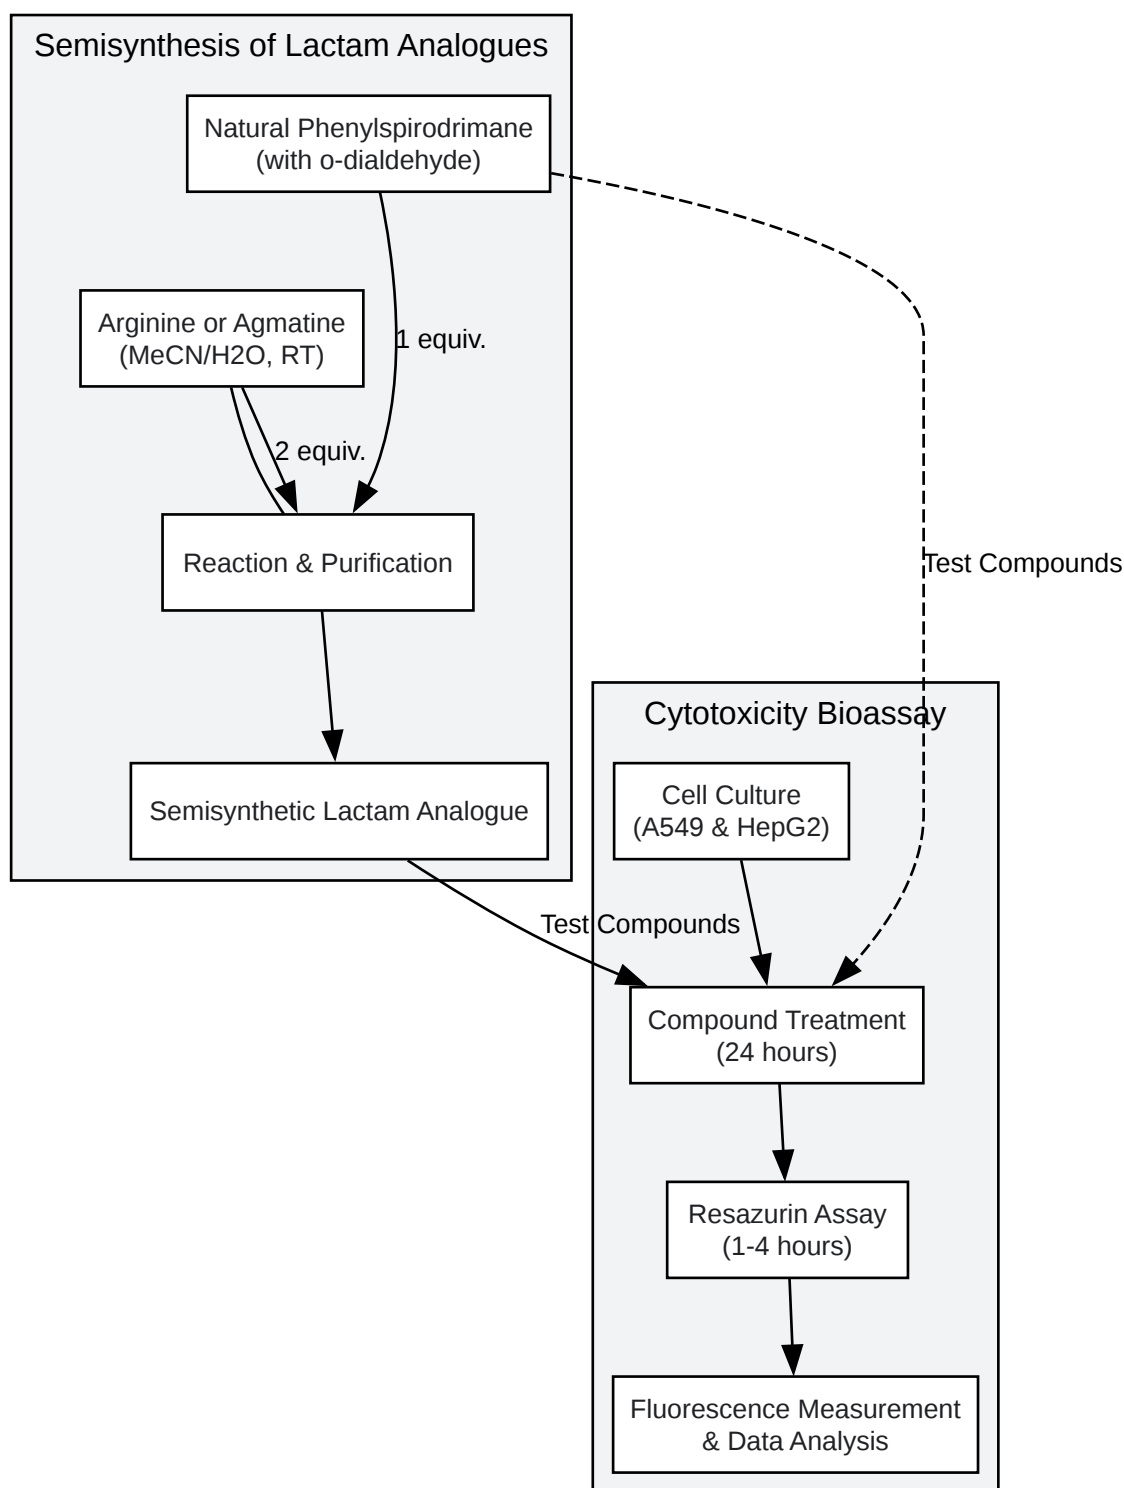 Semisynthesis of Lactam Analogues
Natural Phenylspirodrimane
(with o-dialdehyde)
Arginine or Agmatine
(MeCN/H2O, RT)
1 equiv.
2 equiv.
Reaction & Purification
Test Compounds
Semisynthetic Lactam Analogue
Cytotoxicity Bioassay
Cell Culture
(A549 & HepG2)
Test Compounds
Compound Treatment
(24 hours)
Resazurin Assay
(1-4 hours)
Fluorescence Measurement
& Data Analysis